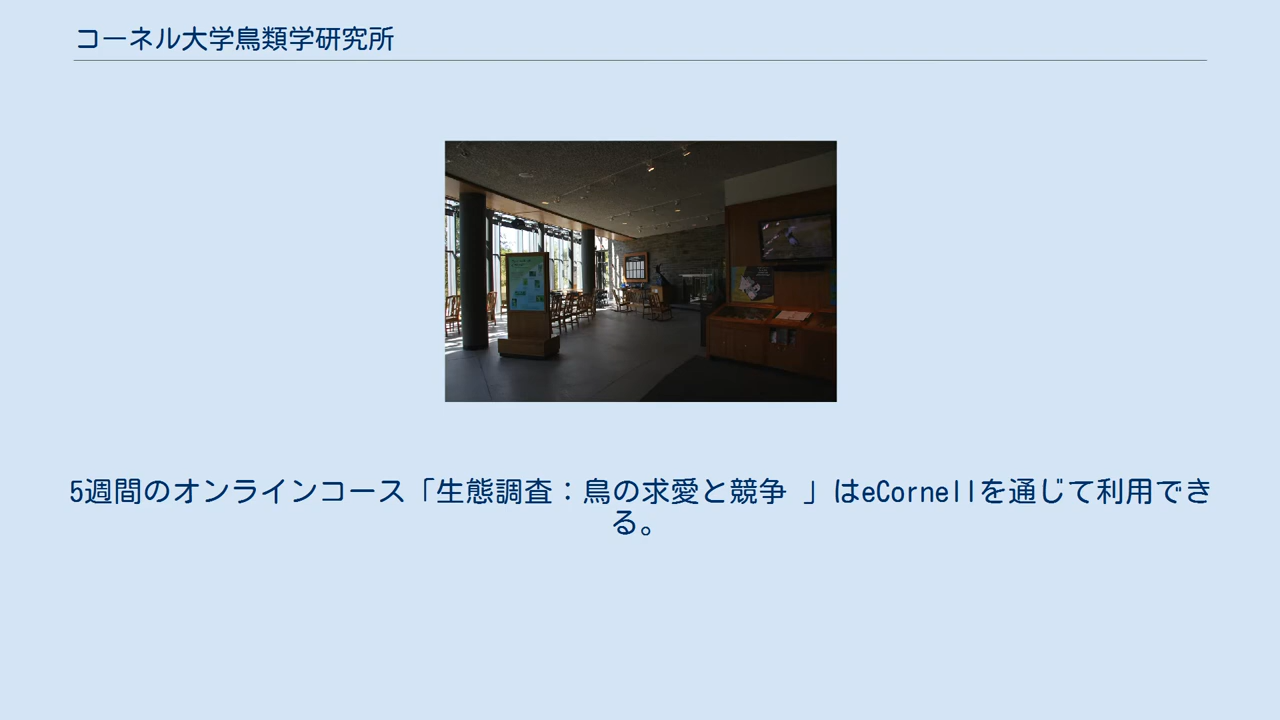 コーネル大学鳥類学研究所
5週間のオンラインコース「生態調査：鳥の求愛と競争 」はeCornellを通じて利用でき
る。